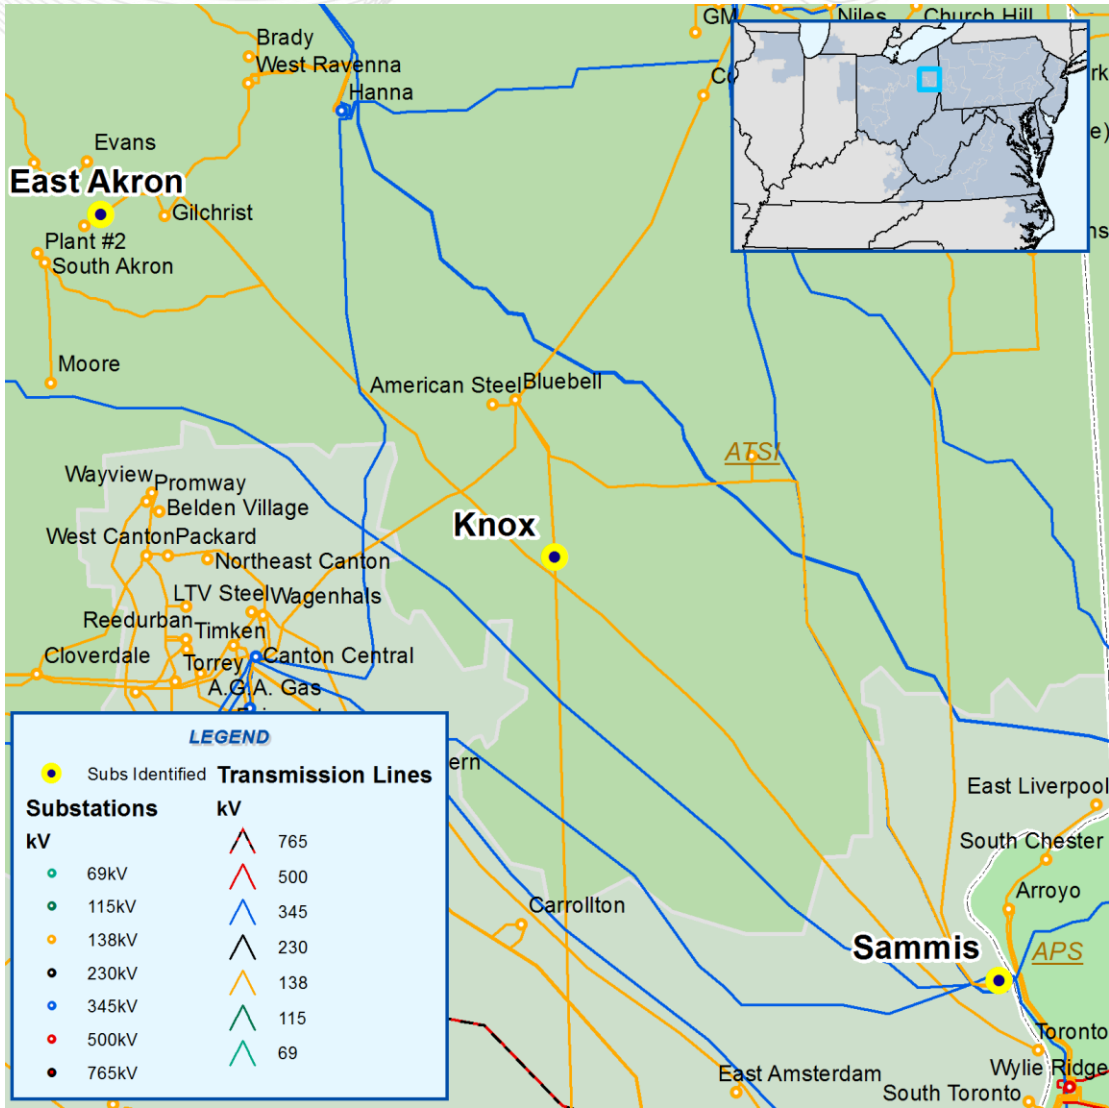 GM
Niles
Church Hill
Brady
West Ravenna
Hanna
rk
e)
Evans
East Akron
Gilchrist
Plant #2
South Akron
ns
Moore
American Steel
Bluebell
ATSI
Wayview
Promway
Belden Village
Knox
West Canton
Packard
Northeast Canton
LTV Steel
Wagenhals
Reedurban
Timken
Cloverdale
Torrey
Canton Central
A.G.A. Gas
LEGEND
Subs Identified
Transmission Lines
Substations
kV
kV
765
500
69kV
345
115kV
230
138kV
138
230kV
115
345kV
69
500kV
765kV
ern
East Liverpool
South Chester
Arroyo
Carrollton
Sammis
APS
Toronto
Wylie Ridge
East Amsterdam
South Toronto